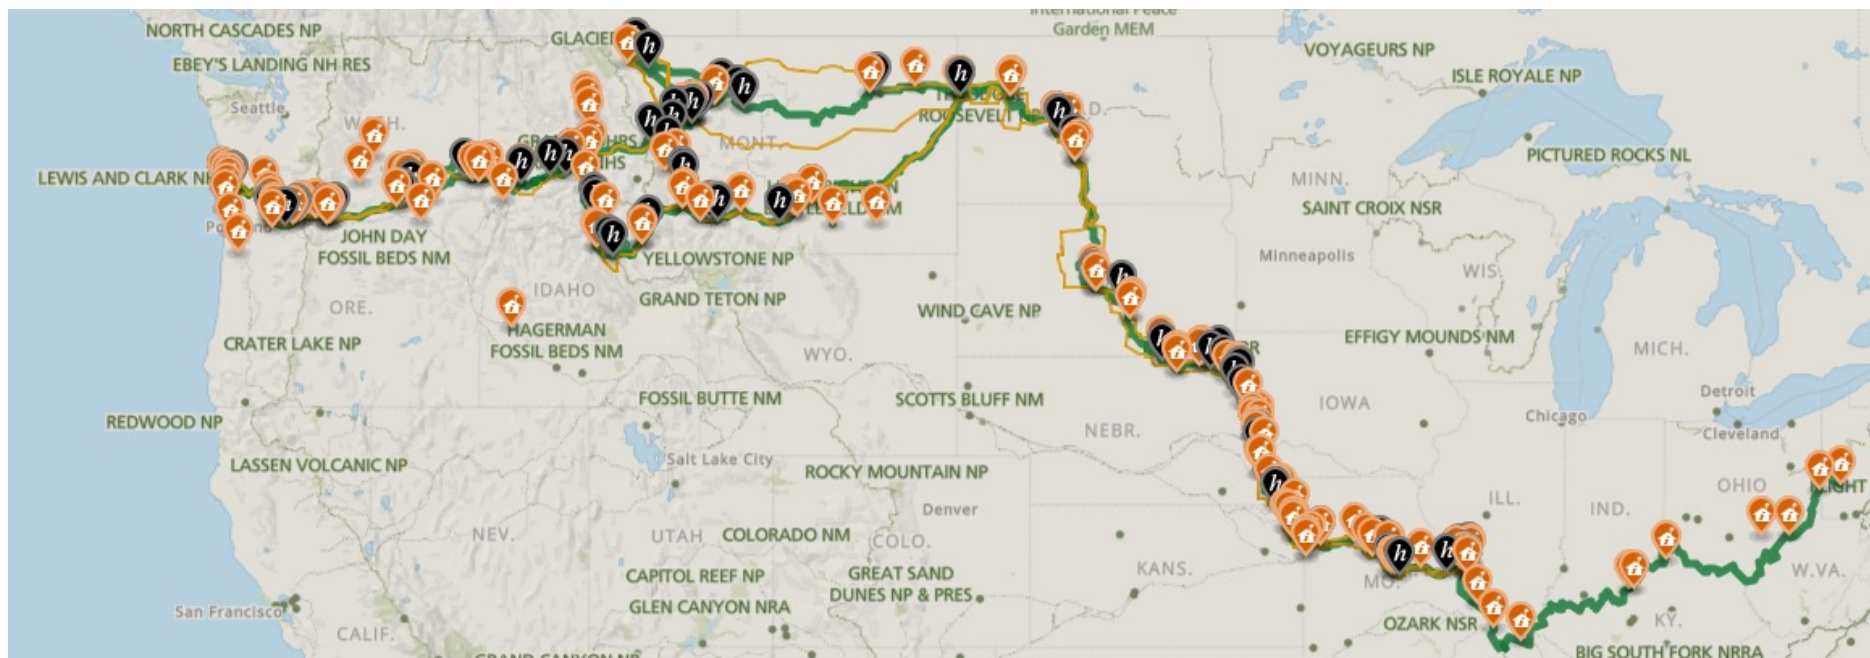 International Peace
Garden MEM
NORTH CASCADES NP
GLACIER
VOYAGEURS NP
EBEY'S LANDING NH RES
ISLE ROYALE NP
Seattle
WASH.
ROOSEVELT
MONT.
PICTURED ROCKS NL
LEWIS AND CLARK
MINN.
SAINT CROIX NSR
JOHN DAY
FOSSIL BEDS NM
YELLOWSTONE NP
Minneapolis
WIS.
IDAHO
GRAND TETON NP
ORE.
WIND CAVE NP
HAGERMAN
FOSSIL BEDS NM
CRATER LAKE NP
WYO.
EFFIGY MOUNDS NM
MICH.
FOSSIL BUTTE NM
SCOTTS BLUFF NM
IOWA
Detroit
REDWOOD NP
Chicago
NEBR.
Cleveland
LASSEN VOLCANIC NP
Salt Lake City
ROCKY MOUNTAIN NP
OHIO
ILL.
IND.
Denver
NEV.
UTAH
COLORADO NM
COLO.
CAPITOL REEF NP
GREAT SAND
DUNES NP & PRES
KANS.
MO.
W.VA.
San Francisco
GLEN CANYON NRA
OZARK NSR
KY.
CALIF.
GRAND CANYON NP
BIG SOUTH FORK NRRA
h